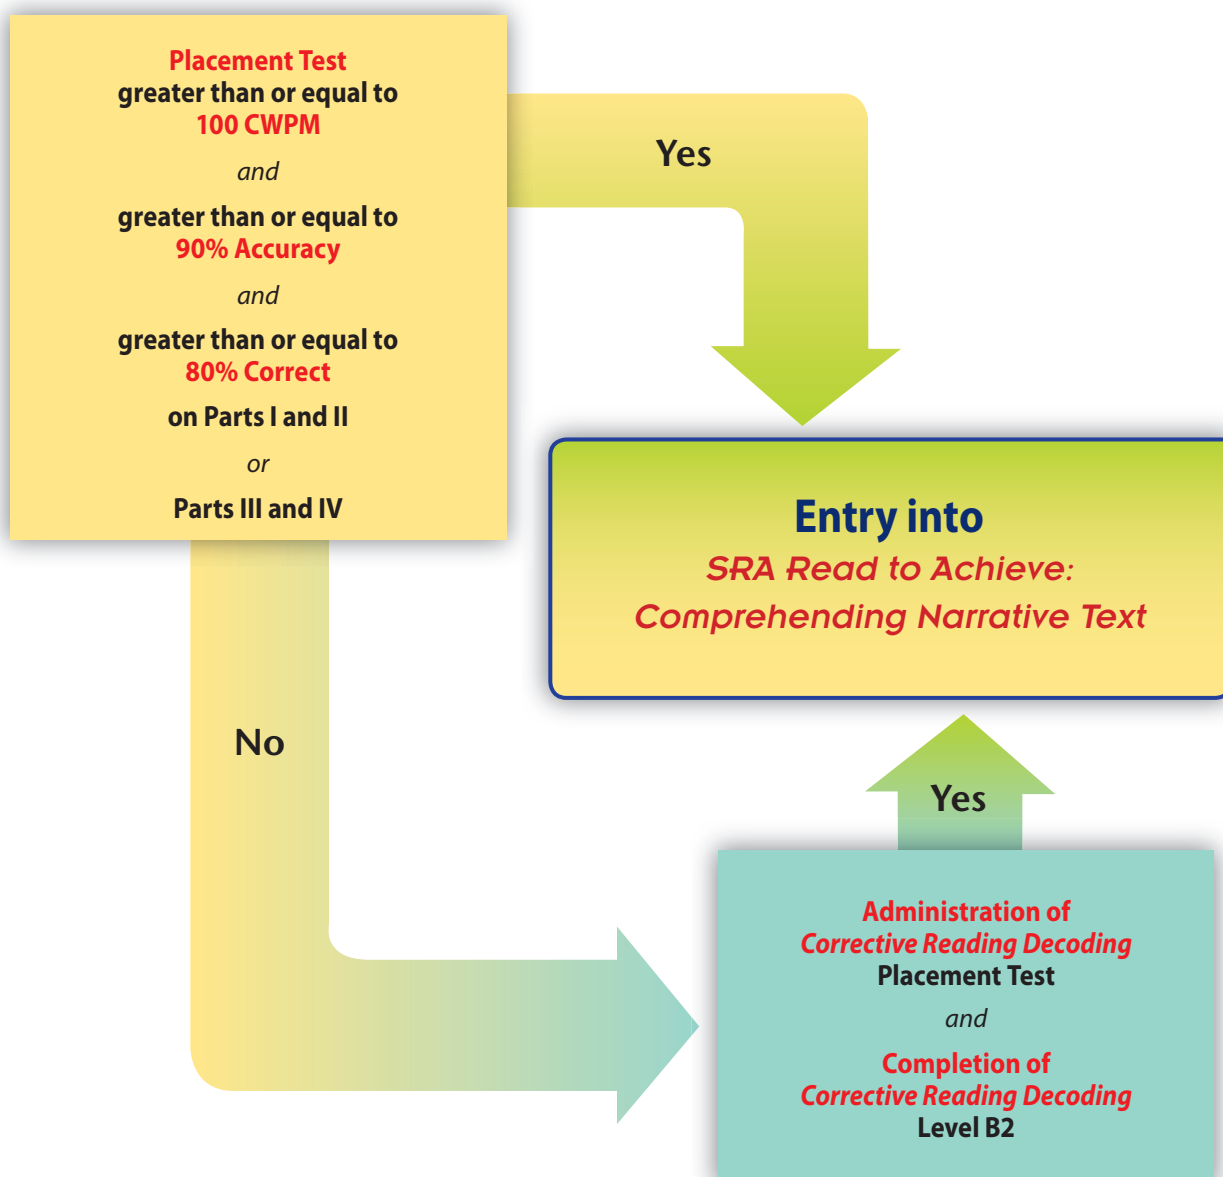 Placement Test
greater than or equal to
100 CWPM
and
greater than or equal to
90% Accuracy
and
greater than or equal to
80% Correct
on Parts I and II
or
Parts III and IV
Yes
Entry into
SRA Read to Achieve:
Comprehending Narrative Text
No
Yes
Administration of
Corrective Reading Decoding
Placement Test
and
Completion of
Corrective Reading Decoding
Level B2